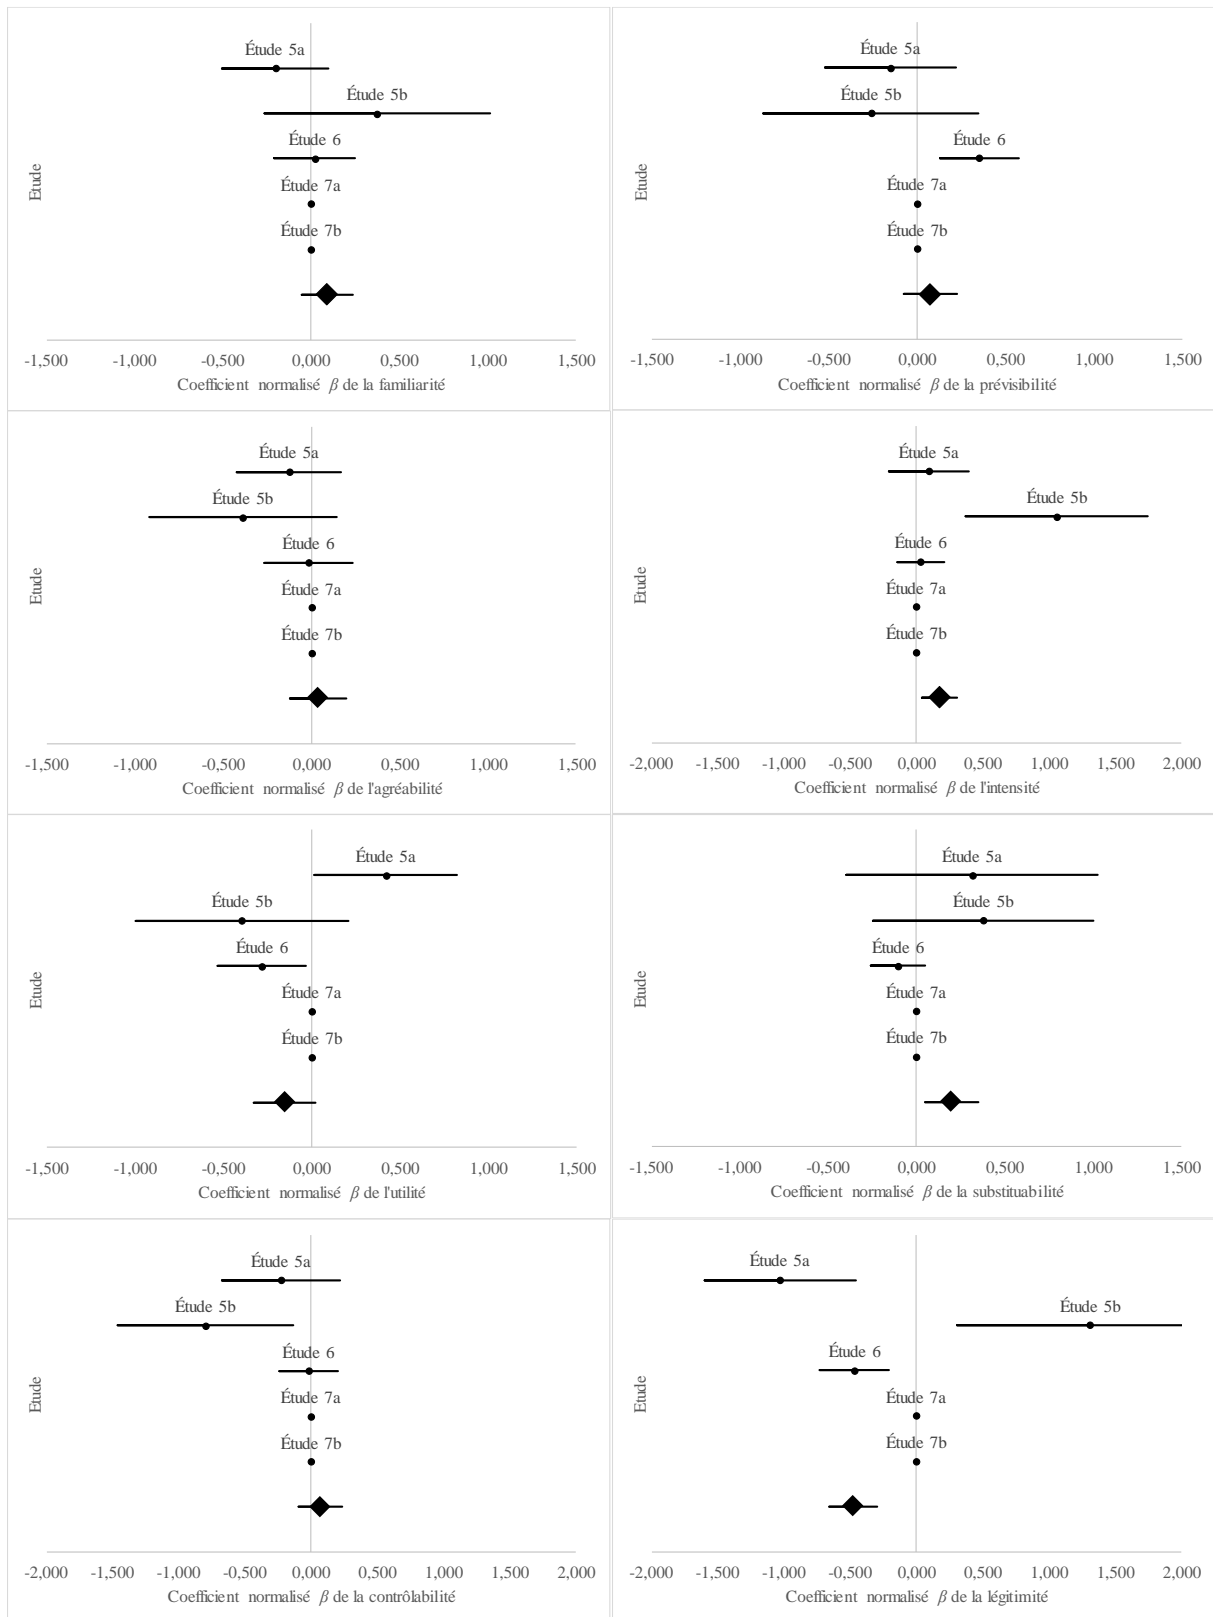 Étude 5a
Étude 5b
Étude 6
Étude 7a
Étude 7b
Etude
-1,500 -1,000 -0,500 0,000 0,500 1,000 1,500
Coefficient normalisé β de la familiarité
Étude 5a
Étude 5b
Étude 6
Étude 7a
Étude 7b
Etude
-1,500 -1,000 -0,500 0,000 0,500 1,000 1,500
Coefficient normalisé β de la prévisibilité
Étude 5a
Étude 5b
Étude 6
Étude 7a
Étude 7b
Etude
-1,500 -1,000 -0,500 0,000 0,500 1,000 1,500
Coefficient normalisé β de l'agréabilité
Étude 5a
Étude 5b
Étude 6
Étude 7a
Étude 7b
Etude
-2,000 -1,500 -1,000 -0,500 0,000 0,500 1,000 1,500 2,000
Coefficient normalisé β de l'intensité
Étude 5a
Étude 5b
Étude 6
Étude 7a
Étude 7b
Etude
-1,500 -1,000 -0,500 0,000 0,500 1,000 1,500
Coefficient normalisé β de l'utilité
Étude 5a
Étude 5b
Étude 6
Étude 7a
Étude 7b
Etude
-1,500 -1,000 -0,500 0,000 0,500 1,000 1,500
Coefficient normalisé β de la substituabilité
Étude 5a
Étude 5b
Étude 6
Étude 7a
Étude 7b
Etude
-2,000 -1,500 -1,000 -0,500 0,000 0,500 1,000 1,500 2,000
Coefficient normalisé β de la contrôlabilité
Étude 5a
Étude 5b
Étude 6
Étude 7a
Étude 7b
Etude
-2,000 -1,500 -1,000 -0,500 0,000 0,500 1,000 1,500 2,000
Coefficient normalisé β de la légitimité